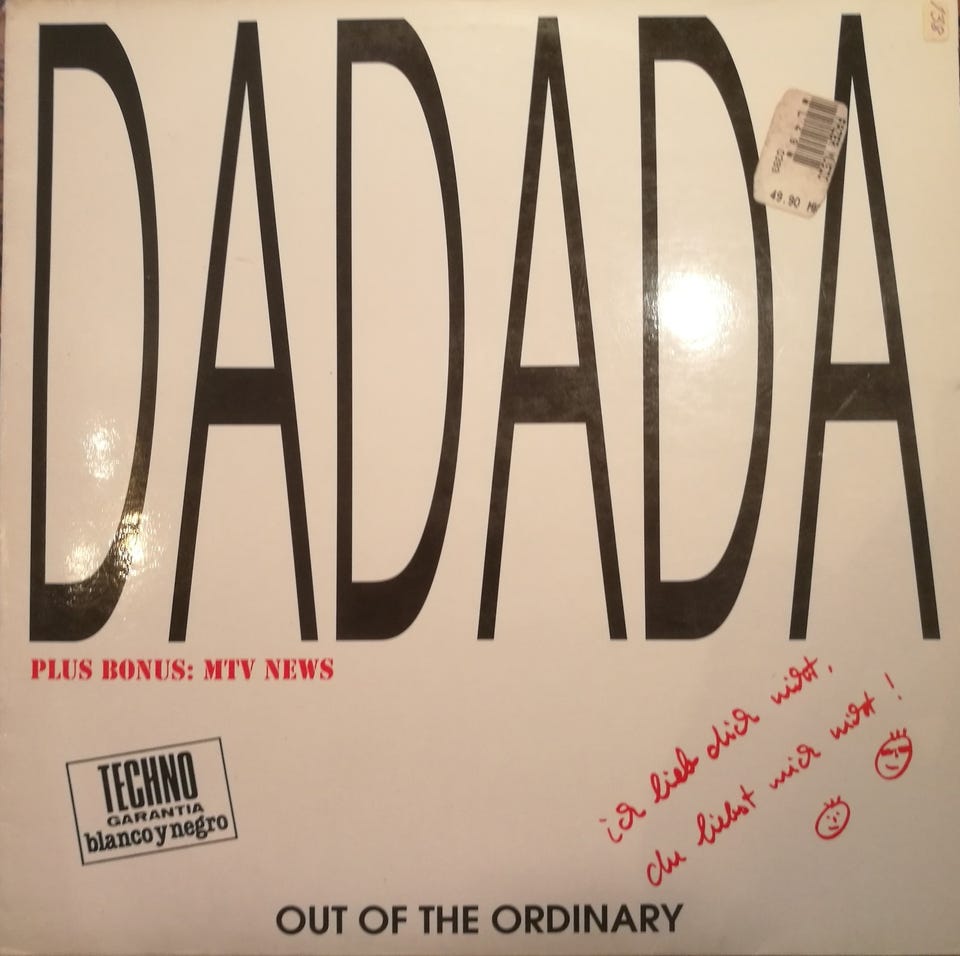 DADADA
49.90
PLUS BONUS: MTV NEWS
ich lieb dich nicht,
du liebst mich nicht!
TECHNO
GARANTIA
blanco y negro
OUT OF THE ORDINARY